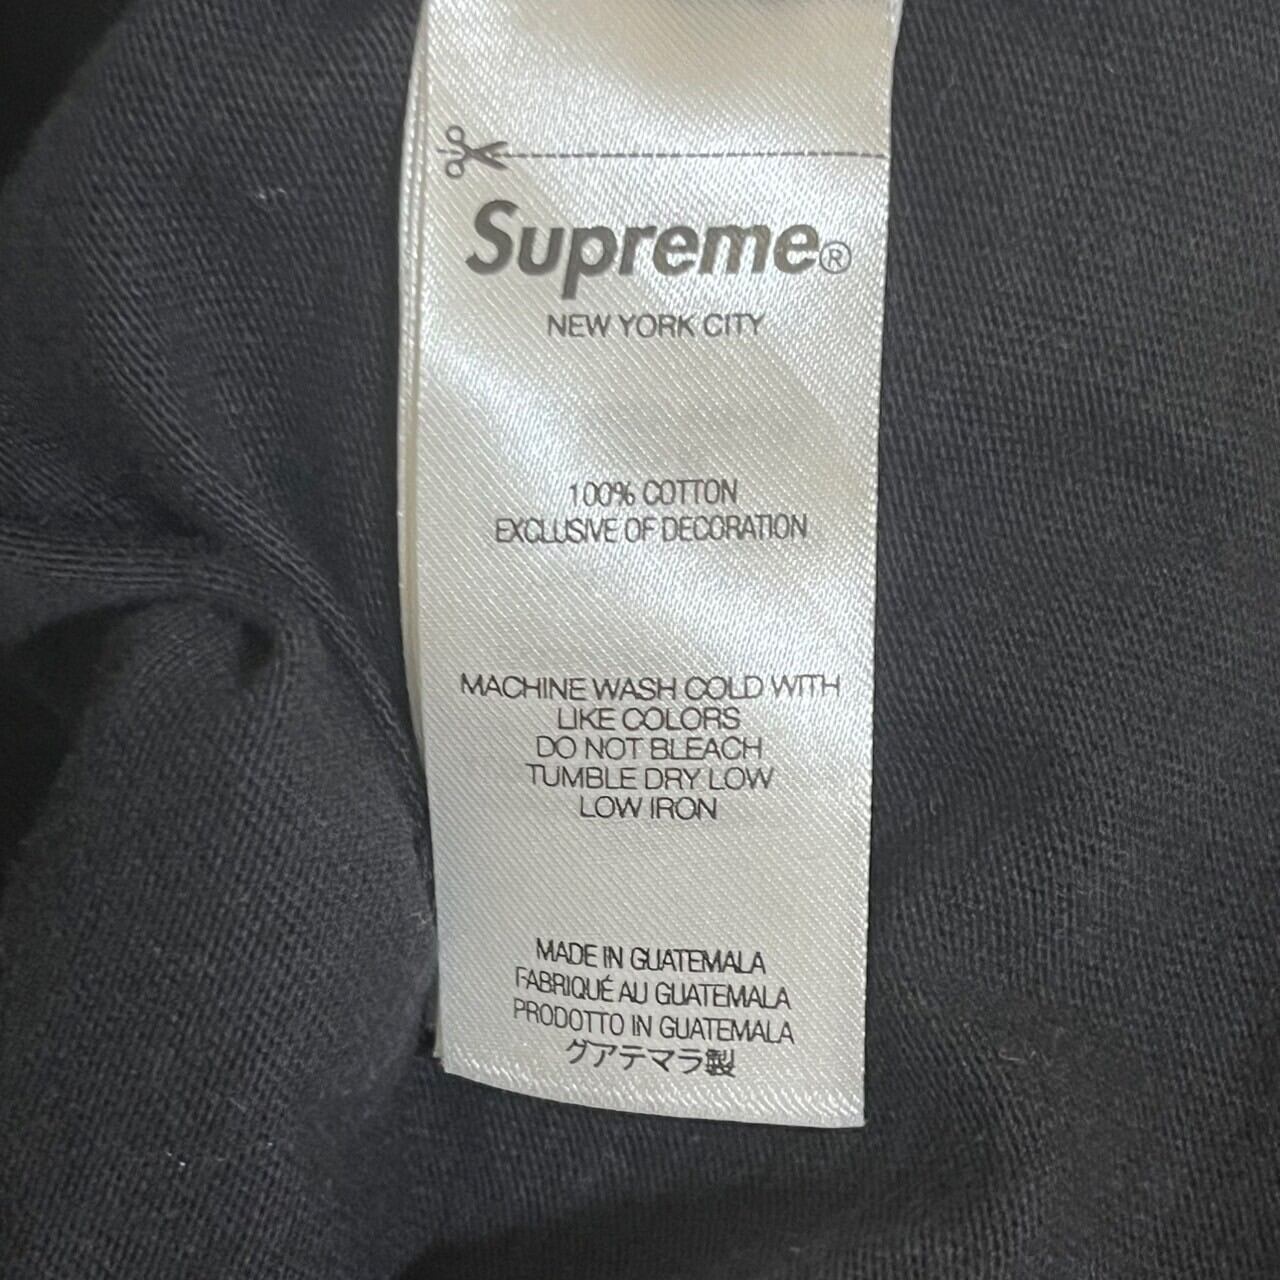 Supreme®
NEW YORK CITY
100% COTTON
EXCLUSIVE OF DECORATION
MACHINE WASH COLD WITH
LIKE COLORS
DO NOT BLEACH
TUMBLE DRY LOW
LOW IRON
MADE IN GUATEMALA
FABRIQUÉ AU GUATEMALA
PRODOTTO IN GUATEMALA
グアテマラ製